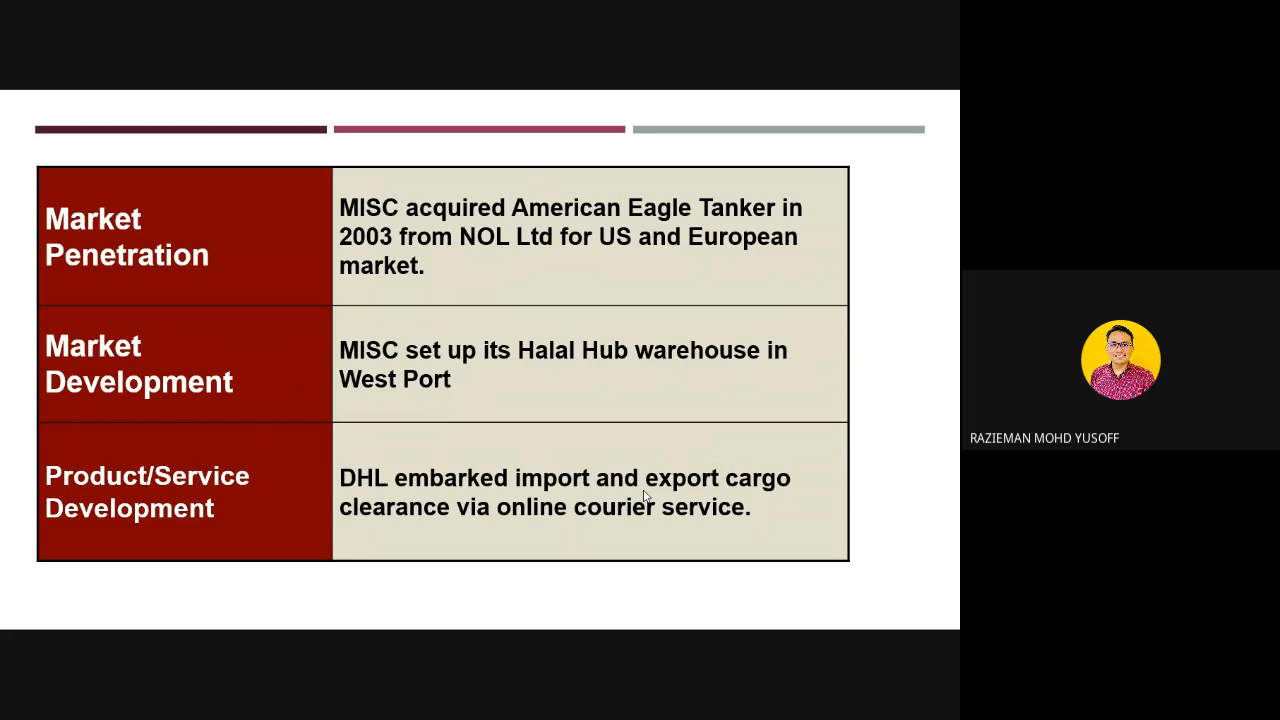 Market
Penetration
MISC acquired American Eagle Tanker in
2003 from NOL Ltd for US and European
market.
Market
Development
MISC set up its Halal Hub warehouse in
West Port
Product/Service
Development
DHL embarked import and export cargo
clearance via online courier service.
RAZIEMAN MOHD YUSOFF